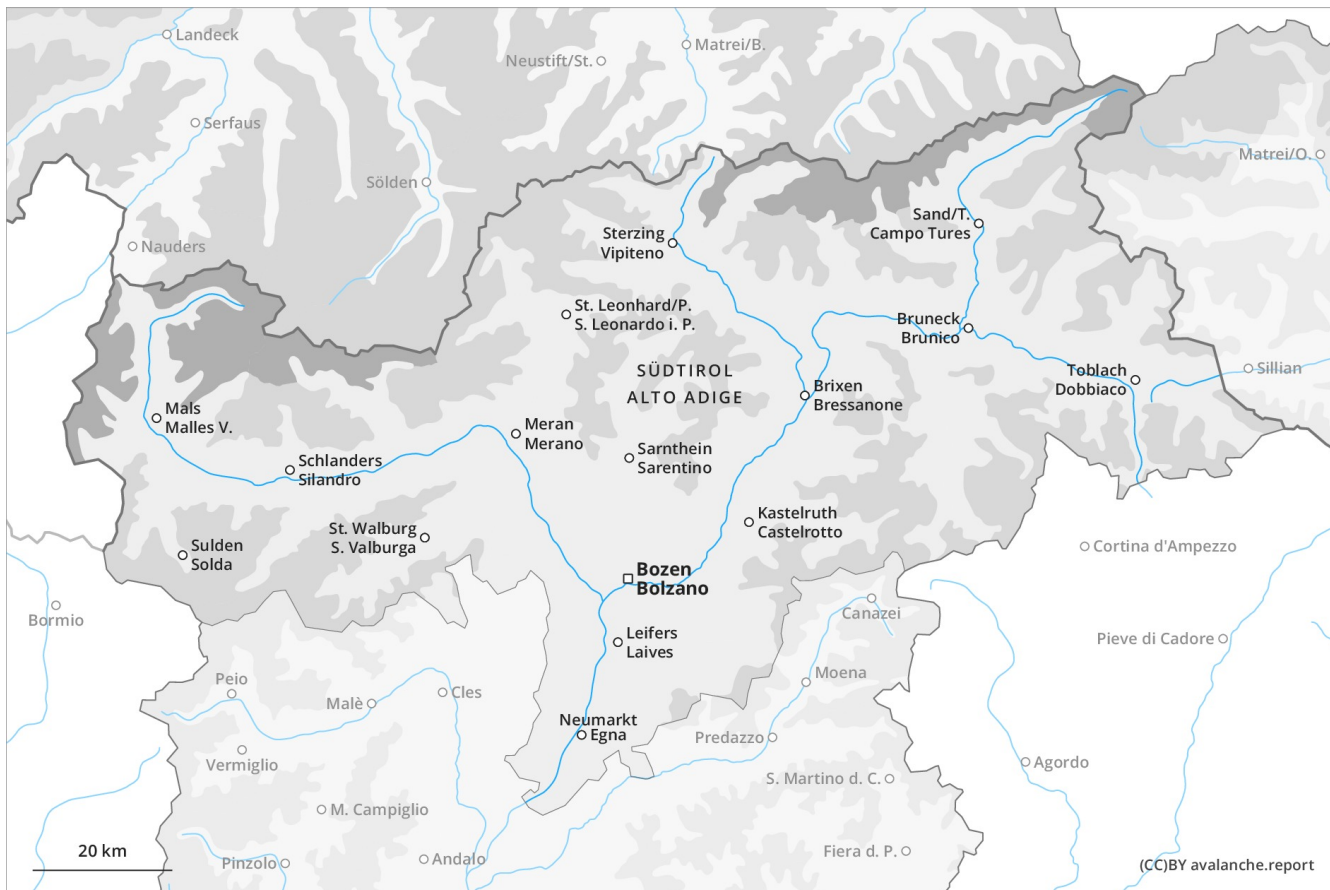 Landeck
Matrei/B.
Neustift/St.
Serfaus
Matrei/O.
Sölden
Sand/T.
Campo Tures
Sterzing
Vipiteno
Nauders
St. Leonhard/P.
S. Leonardo i. P.
Bruneck
Brunico
SÜDTIROL
ALTO ADIGE
Toblach
Dobbiaco
Sillian
Brixen
Bressanone
Mals
Malles V.
Meran
Merano
Sarnthein
Sarentino
Schlanders
Silandro
Kastelruth
Castelrotto
St. Walburg
S. Valburga
Sulden
Solda
Cortina d'Ampezzo
Bozen
Bolzano
Bormio
Canazei
Leifers
Laives
Pieve di Cadore
Peio
Malè
Cles
Moena
Neumarkt
Egna
Predazzo
Vermiglio
Agordo
S. Martino d. C.
M. Campiglio
20 km
Pinzolo
Andalo
Fiera d. P.
(CC)BY avalanche.report